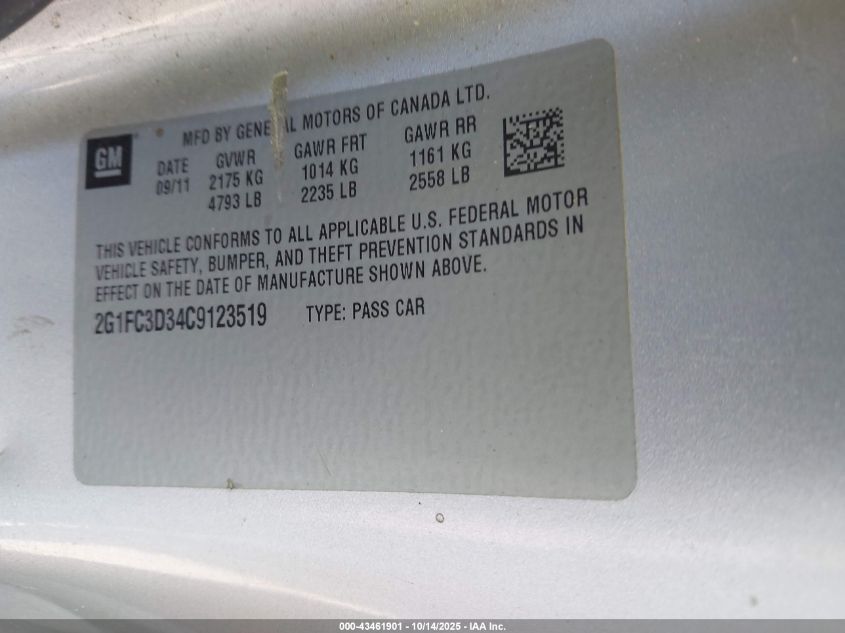 GM
MFD BY GENERAL MOTORS OF CANADA LTD.
DATE GVWR GAWR FRT GAWR RR
09/11 2175 KG 1014 KG 1161 KG
4793 LB 2235 LB 2558 LB
THIS VEHICLE CONFORMS TO ALL APPLICABLE U.S. FEDERAL MOTOR
VEHICLE SAFETY, BUMPER, AND THEFT PREVENTION STANDARDS IN
EFFECT ON THE DATE OF MANUFACTURE SHOWN ABOVE.
2G1FC3D34C9123519 TYPE: PASS CAR
000-43461901 - 10/14/2025 - IAA Inc.